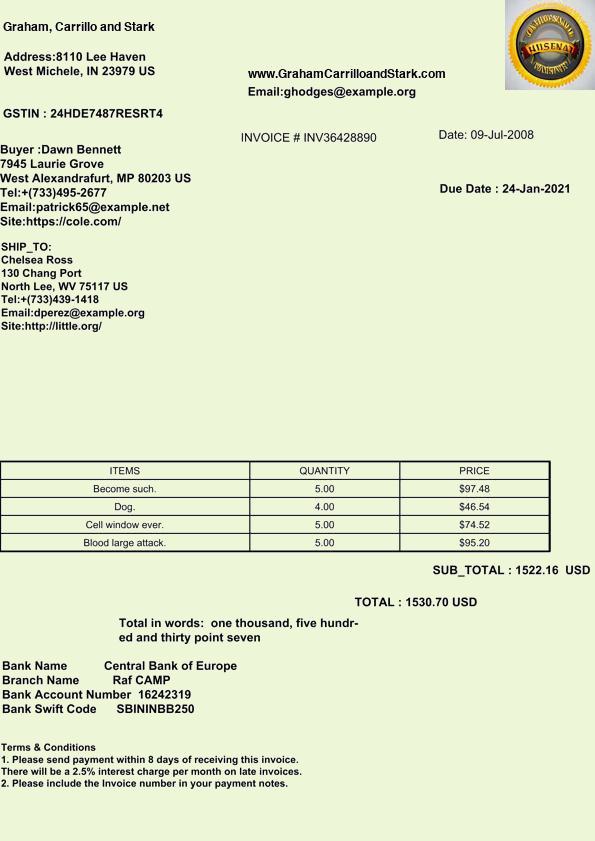 Graham, Carrillo and Stark
Address:8110 Lee Haven
West Michele, IN 23979 US
www.GrahamCarrilloandStark.com
Email:ghodges@example.org
HUSENAT
GSTIN : 24HDE7487RESRT4
INVOICE # INV36428890
Date: 09-Jul-2008
Due Date : 24-Jan-2021
Buyer :Dawn Bennett
7945 Laurie Grove
West Alexandrafurt, MP 80203 US
Tel:+(733)495-2677
Email:patrick65@example.net
Site:https://cole.com/
SHIP_TO:
Chelsea Ross
130 Chang Port
North Lee, WV 75117 US
Tel:+(733)439-1418
Email:dperez@example.org
Site:http://little.org/
ITEMS QUANTITY PRICE
Become such. 5.00 $97.48
Dog. 4.00 $46.54
Cell window ever. 5.00 $74.52
Blood large attack. 5.00 $95.20
SUB_TOTAL : 1522.16 USD
TOTAL : 1530.70 USD
Total in words: one thousand, five hundr-
ed and thirty point seven
Bank Name Central Bank of Europe
Branch Name Raf CAMP
Bank Account Number 16242319
Bank Swift Code SBININBB250
Terms & Conditions
1. Please send payment within 8 days of receiving this invoice.
There will be a 2.5% interest charge per month on late invoices.
2. Please include the Invoice number in your payment notes.